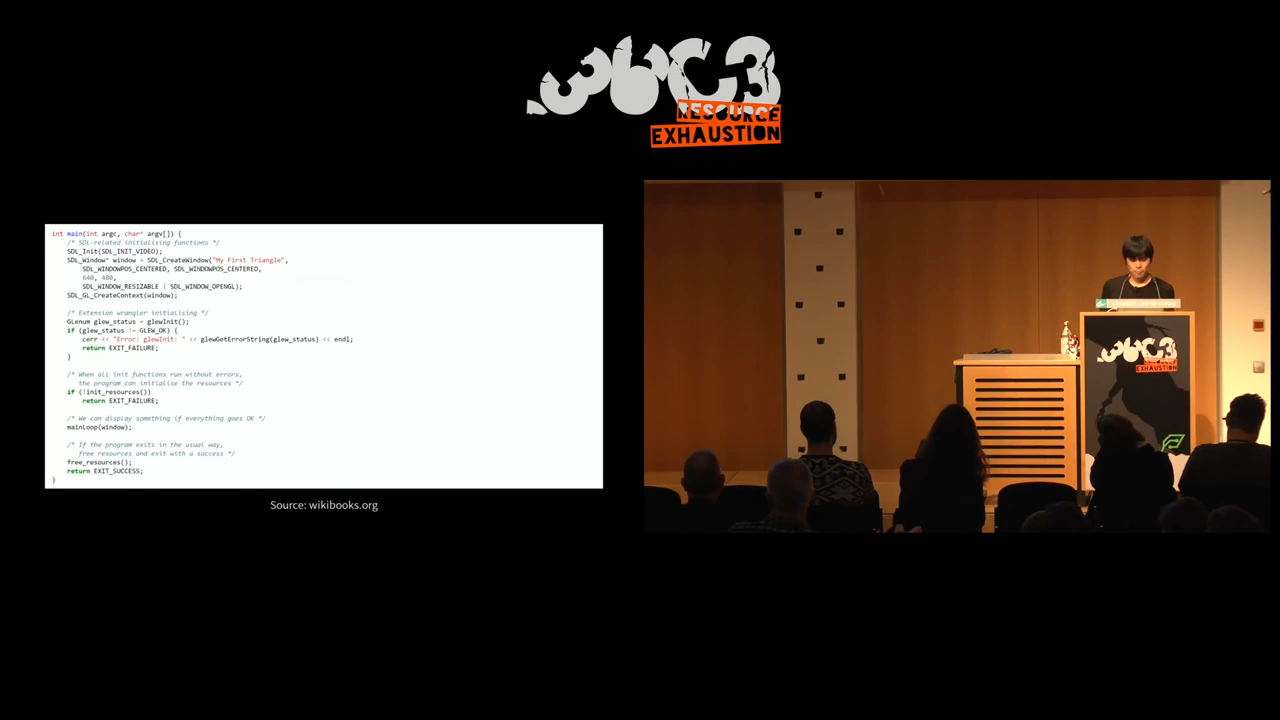 36C3
RESOURCE
EXHAUSTION
int main(int argc, char* argv[]) {
/* SDL-related initialising functions */
SDL_Init(SDL_INIT_VIDEO);
SDL_Window* window = SDL_CreateWindow("My First Triangle",
SDL_WINDOWPOS_CENTERED, SDL_WINDOWPOS_CENTERED,
640, 480,
SDL_WINDOW_RESIZABLE | SDL_WINDOW_OPENGL);
SDL_GL_CreateContext(window);
/* Extension wrangler initialising */
GLenum glew_status = glewInit();
if (glew_status != GLEW_OK) {
cerr << "Error: glewInit: " << glewGetErrorString(glew_status) << endl;
return EXIT_FAILURE;
}
/* When all init functions run without errors,
the program can initialise the resources */
if (!init_resources())
return EXIT_FAILURE;
/* We can display something if everything goes OK */
mainLoop(window);
/* If the program exits in the usual way,
free resources and exit with a success */
free_resources();
return EXIT_SUCCESS;
}
Source: wikibooks.org
36C3
EXHAUSTION